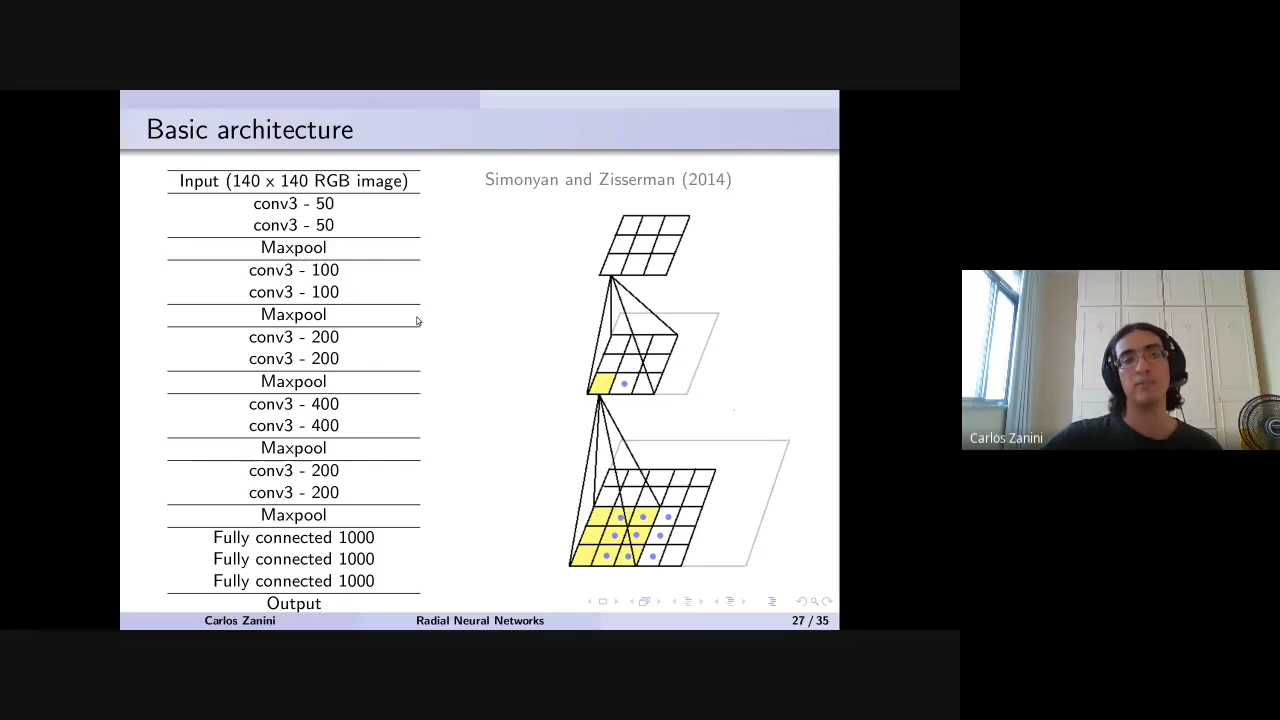 Basic architecture
Input (140 x 140 RGB image)
conv3 - 50
conv3 - 50
Maxpool
conv3 - 100
conv3 - 100
Maxpool
conv3 - 200
conv3 - 200
Maxpool
conv3 - 400
conv3 - 400
Maxpool
conv3 - 200
conv3 - 200
Maxpool
Fully connected 1000
Fully connected 1000
Fully connected 1000
Output
Simonyan and Zisserman (2014)
Carlos Zanini
Radial Neural Networks
27 / 35
Carlos Zanini